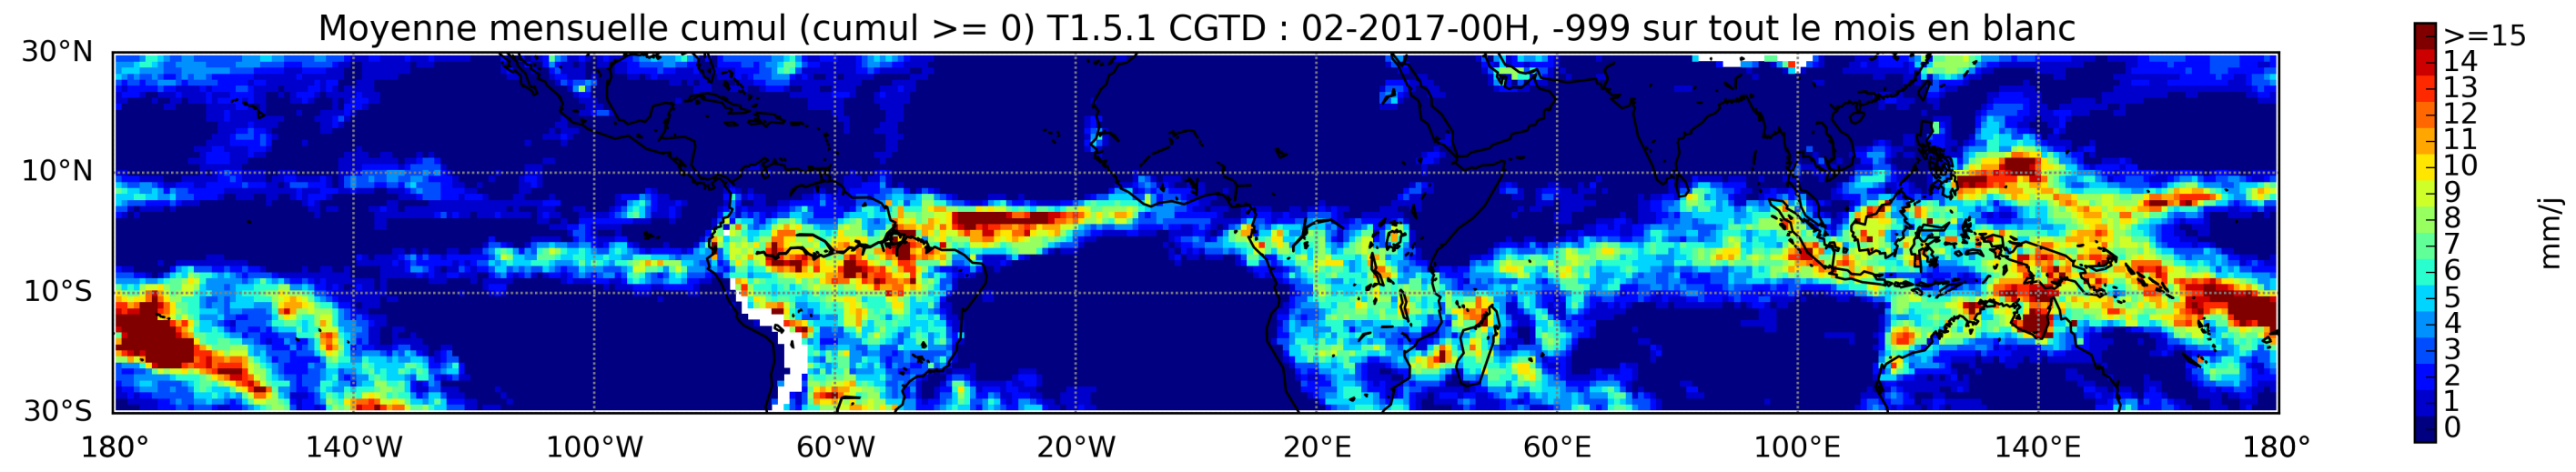 Moyenne mensuelle cumul (cumul >= 0) T1.5.1 CGTD : 02-2017-00H, -999 sur tout le mois en blanc
30°N
10°N
10°S
30°S
180° 140°W 100°W 60°W 20°W 20°E 60°E 100°E 140°E 180°
>=15
14
13
12
11
10
9
8
7
6
5
4
3
2
1
0
mm/j